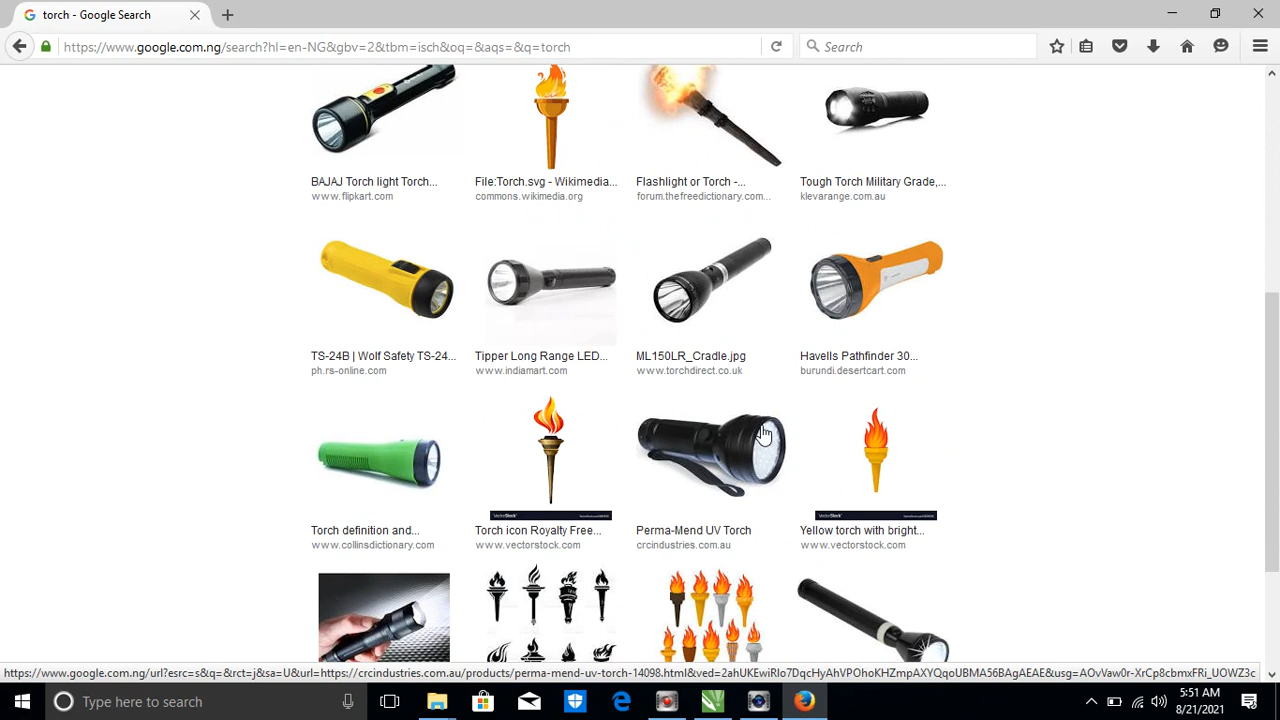 torch - Google Search
https://www.google.com.ng/search?hl=en-NG&gbv=2&tbm=isch&oq=&aqs=&q=torch
Search
BAJAJ Torch light Torch...
www.flipkart.com
File:Torch.svg - Wikimedia...
commons.wikimedia.org
Flashlight or Torch -...
forum.thefreedictionary.com...
Tough Torch Military Grade,...
klevarange.com.au
TS-24B | Wolf Safety TS-24...
ph.rs-online.com
Tipper Long Range LED...
www.indiamart.com
ML150LR_Cradle.jpg
www.torchdirect.co.uk
Havells Pathfinder 30...
burundi.desertcart.com
VectorStock
VectorStock
Torch definition and...
www.collinsdictionary.com
Torch icon Royalty Free...
www.vectorstock.com
Perma-Mend UV Torch
crcindustries.com.au
Yellow torch with bright...
www.vectorstock.com
https://www.google.com.ng/url?esrc=s&q=&rct=j&sa=U&url=https://crcindustries.com.au/products/perma-mend-uv-torch-14098.html&ved=2ahUKEwiRlo7DqcHyAhVPOhoKHZmpAXYQqoUBMA56BAgAEAE&usg=AOvVaw0r-XrCp8cbmxFRi_UOWZ3c
Type here to search
5:51 AM
8/21/2021